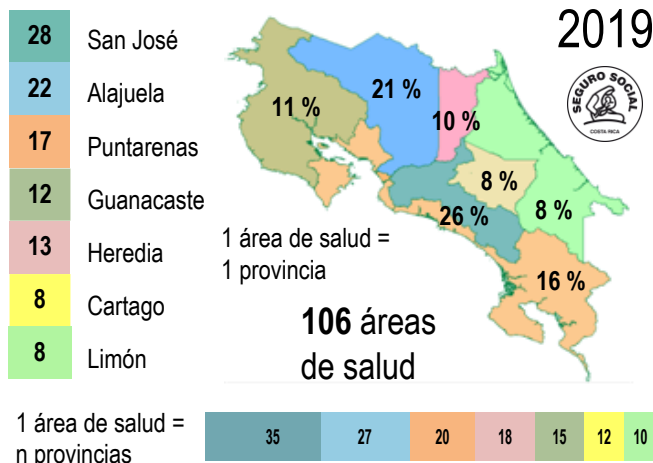 2019
SEGURO SOCIAL
COSTA RICA
28 San José
22 Alajuela
17 Puntarenas
12 Guanacaste
13 Heredia
8 Cartago
8 Limón
21 %
11 %
10 %
8 %
26 %
8 %
16 %
1 área de salud =
1 provincia
106 áreas
de salud
1 área de salud =
n provincias
35 27 20 18 15 12 10